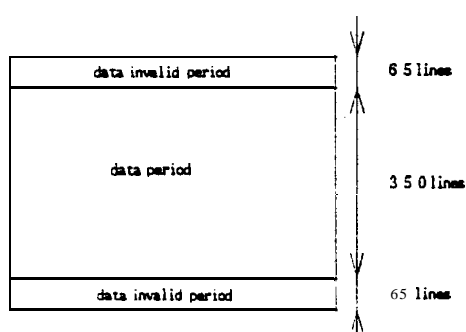 data invalid period
6 5 lines
data period
3 5 0 lines
data invalid period
65 lines